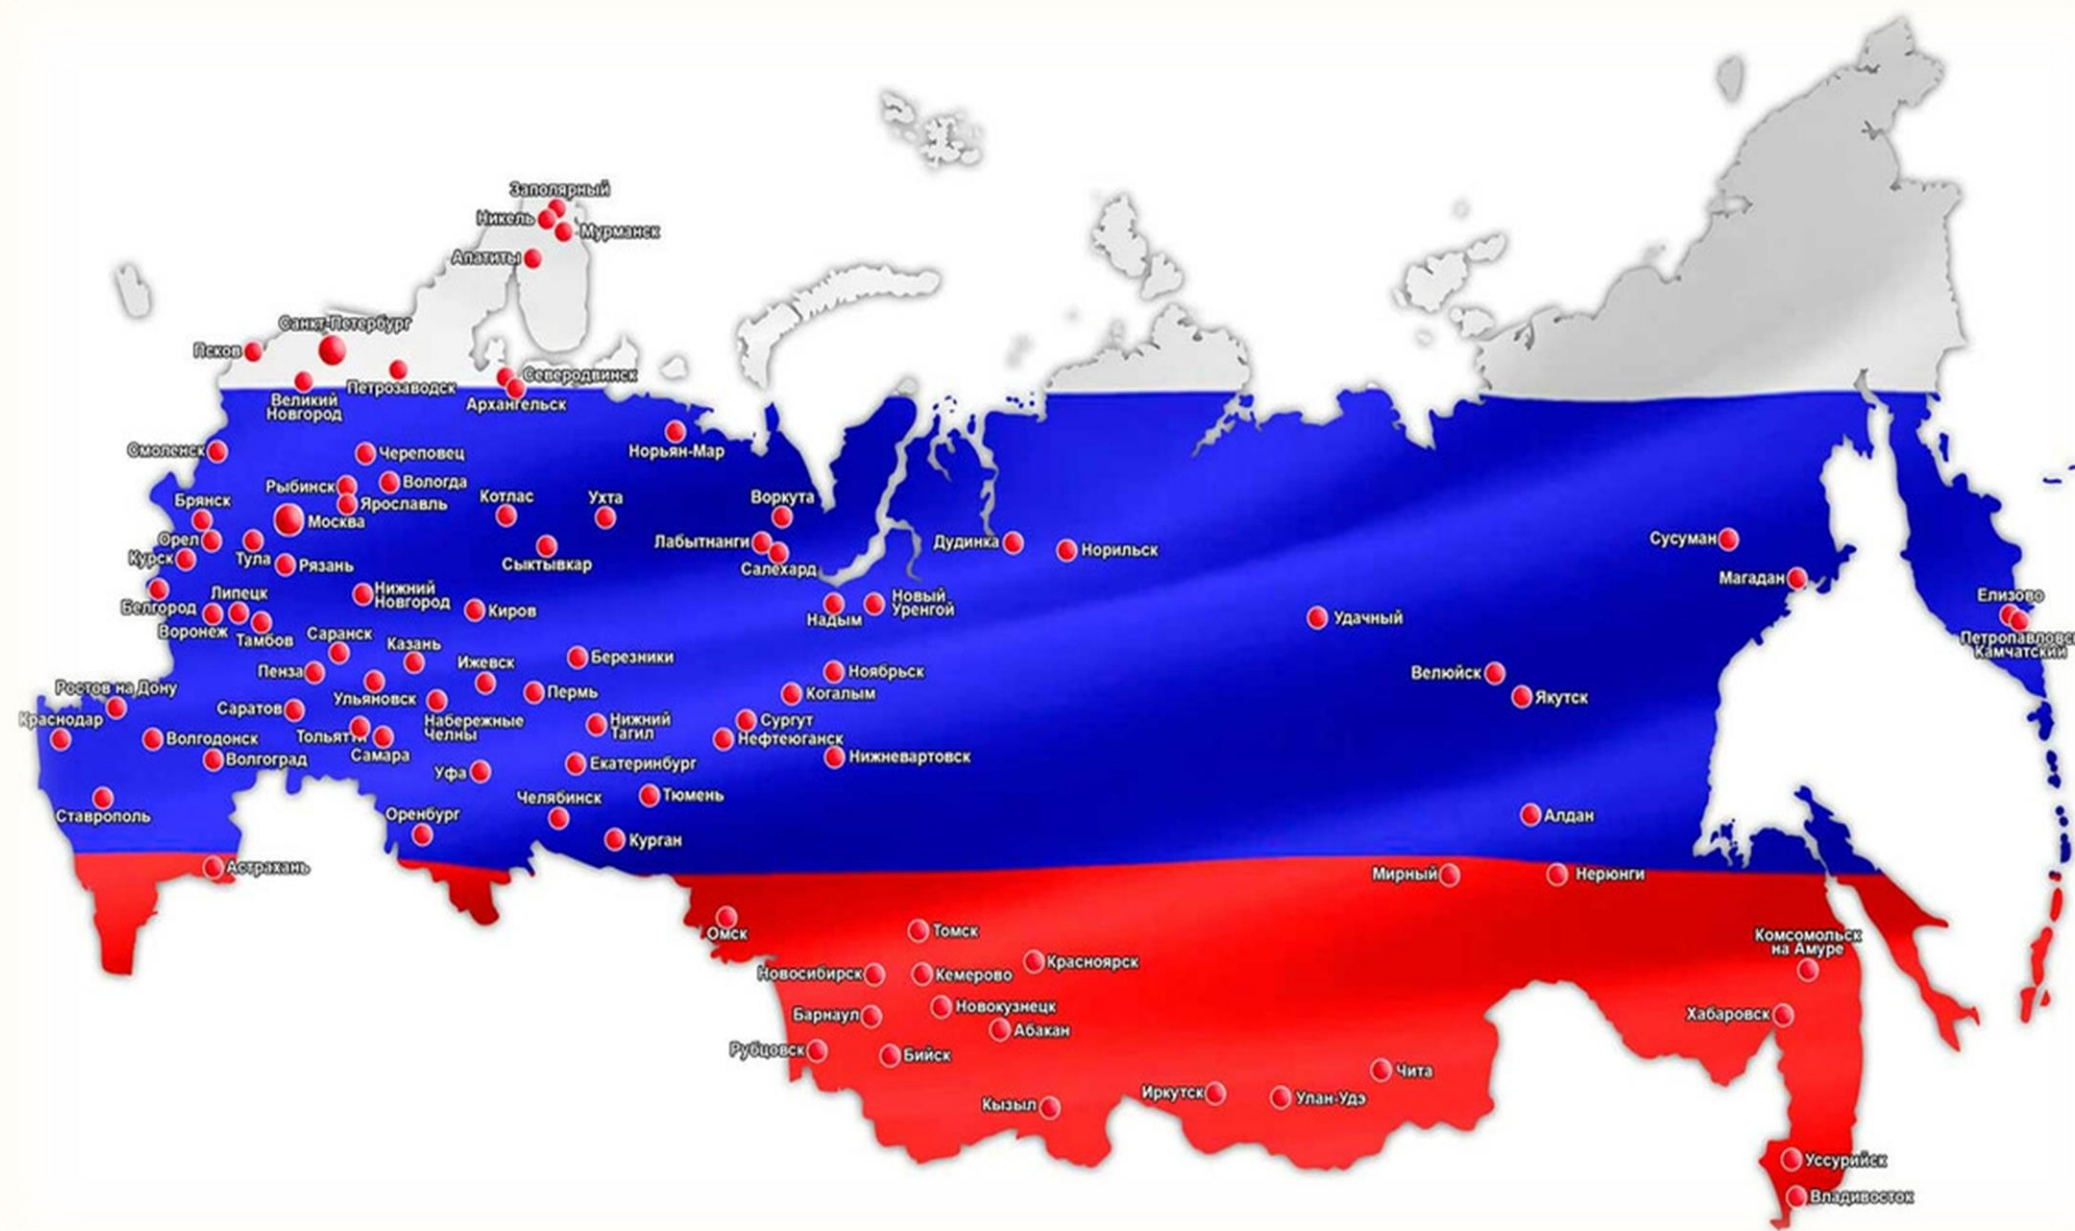 Заполярный
Никель
Мурманск
Апатиты
Санкт-Петербург
Псков
Северодвинск
Петрозаводск
Великий
Новгород
Архангельск
Норьян-Мар
Смоленск
Череповец
Рыбинск
Вологда
Ярославль
Брянск
Москва
Котлас
Ухта
Воркута
Орел
Курск
Тула
Рязань
Сыктывкар
Лабытнанги
Салехард
Дудинка
Норильск
Сусуман
Магадан
Белгород
Липецк
Воронеж
Тамбов
Нижний
Новгород
Киров
Надым
Новый
Уренгой
Удачный
Елизово
Петропавловс
Камчатский
Саранск
Казань
Пенза
Ижевск
Березники
Ноябрьск
Велюйск
Ростов на Дону
Ульяновск
Пермь
Когалым
Якутск
Краснодар
Саратов
Набережные
Челны
Нижний
Тагил
Сургут
Волгодонск
Тольятти
Самара
Нефтеюганск
Волгоград
Уфа
Екатеринбург
Нижневартовск
Ставрополь
Челябинск
Тюмень
Оренбург
Алдан
Курган
Астрахань
Мирный
Нерюнги
Омск
Томск
Комсомольск
на Амуре
Новосибирск
Кемерово
Красноярск
Барнаул
Новокузнецк
Хабаровск
Абакан
Рубцовск
Бийск
Чита
Кызыл
Иркутск
Улан-Удэ
Уссурийск
Владивосток